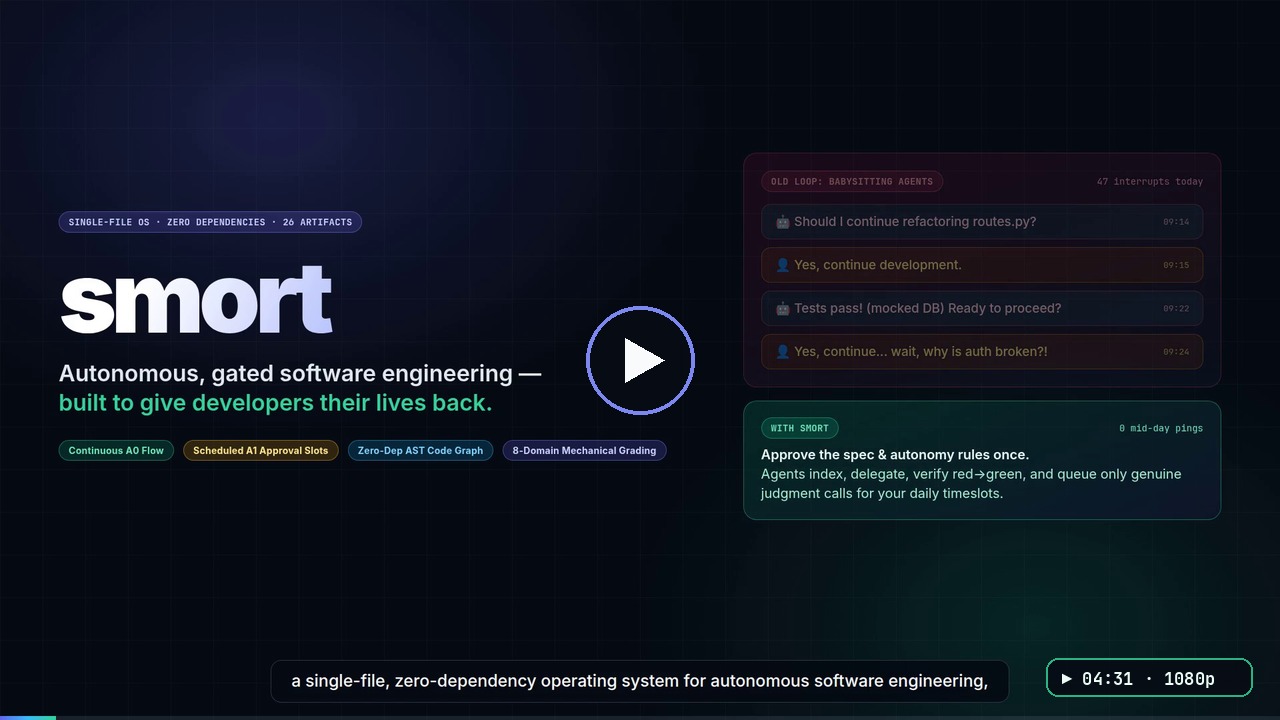 SINGLE-FILE OS · ZERO DEPENDENCIES · 26 ARTIFACTS
smort
Autonomous, gated software engineering —
built to give developers their lives back.
Continuous A0 Flow
Scheduled A1 Approval Slots
Zero-Dep AST Code Graph
8-Domain Mechanical Grading
OLD LOOP: BABYSITTING AGENTS
47 interrupts today
🤖 Should I continue refactoring routes.py?
09:14
👤 Yes, continue development.
09:15
🤖 Tests pass! (mocked DB) Ready to proceed?
09:22
👤 Yes, continue... wait, why is auth broken?!
09:24
WITH SMORT
0 mid-day pings
Approve the spec & autonomy rules once.
Agents index, delegate, verify red→green, and queue only genuine
judgment calls for your daily timeslots.
a single-file, zero-dependency operating system for autonomous software engineering,
▶ 04:31 · 1080p